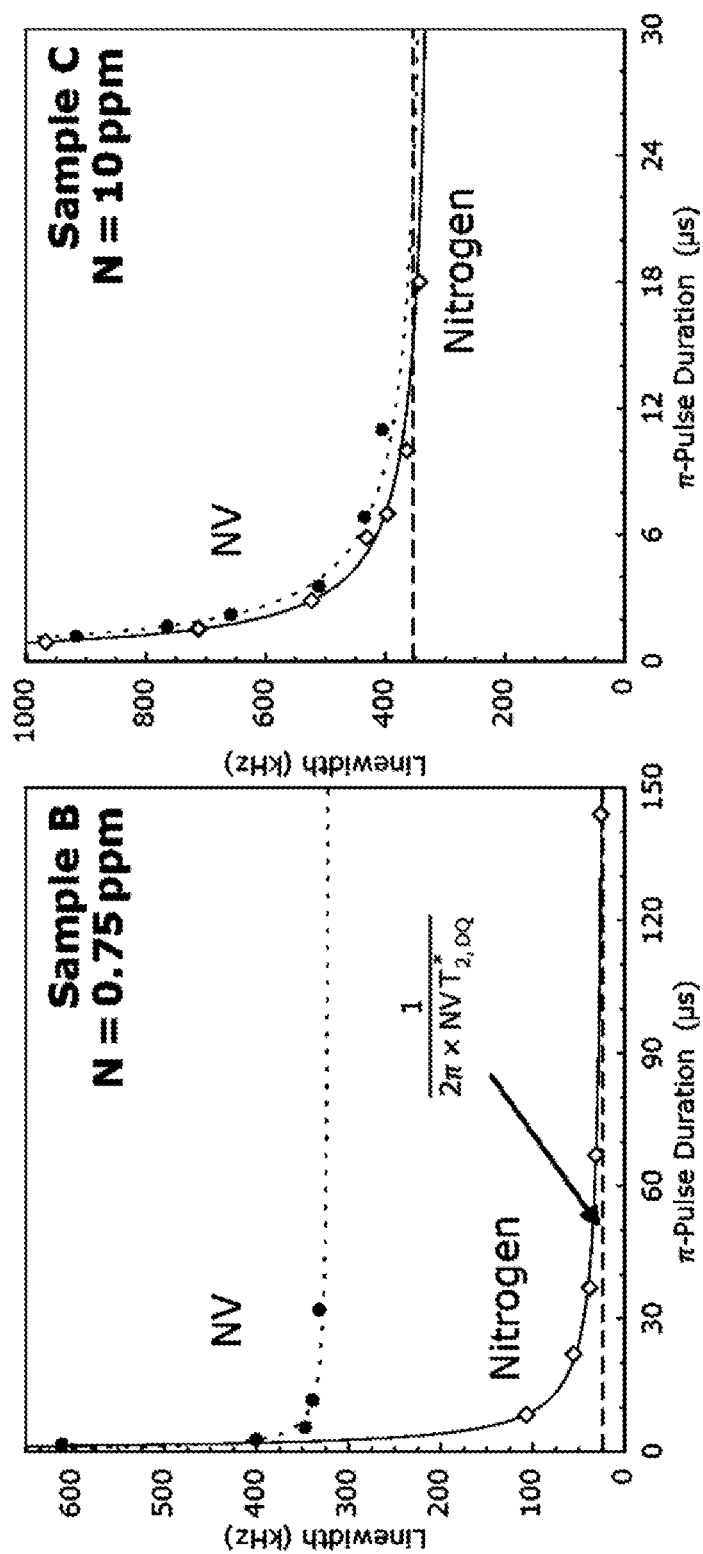 Sample B
N = 0.75 ppm
NV
Nitrogen
1
2π × NVT*2,DQ
Linewidth (kHz)
600
500
400
300
200
100
0
0
30
60
90
120
150
π-Pulse Duration (μs)
Sample C
N = 10 ppm
NV
Nitrogen
Linewidth (kHz)
1000
800
600
400
200
0
0
6
12
18
24
30
π-Pulse Duration (μs)